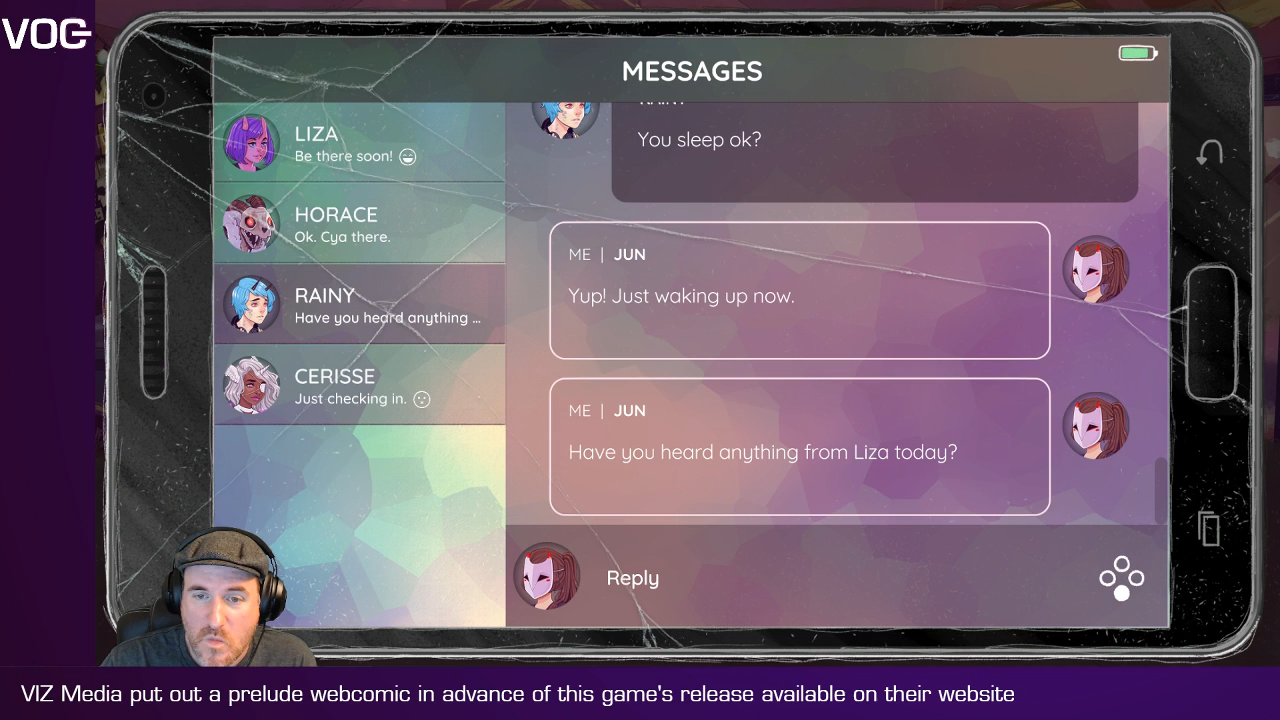 VOG
MESSAGES
LIZA
Be there soon!
HORACE
Ok. Cya there.
RAINY
Have you heard anything ...
CERISSE
Just checking in.
RAINY
You sleep ok?
ME | JUN
Yup! Just waking up now.
ME | JUN
Have you heard anything from Liza today?
Reply
VIZ Media put out a prelude webcomic in advance of this game's release available on their website